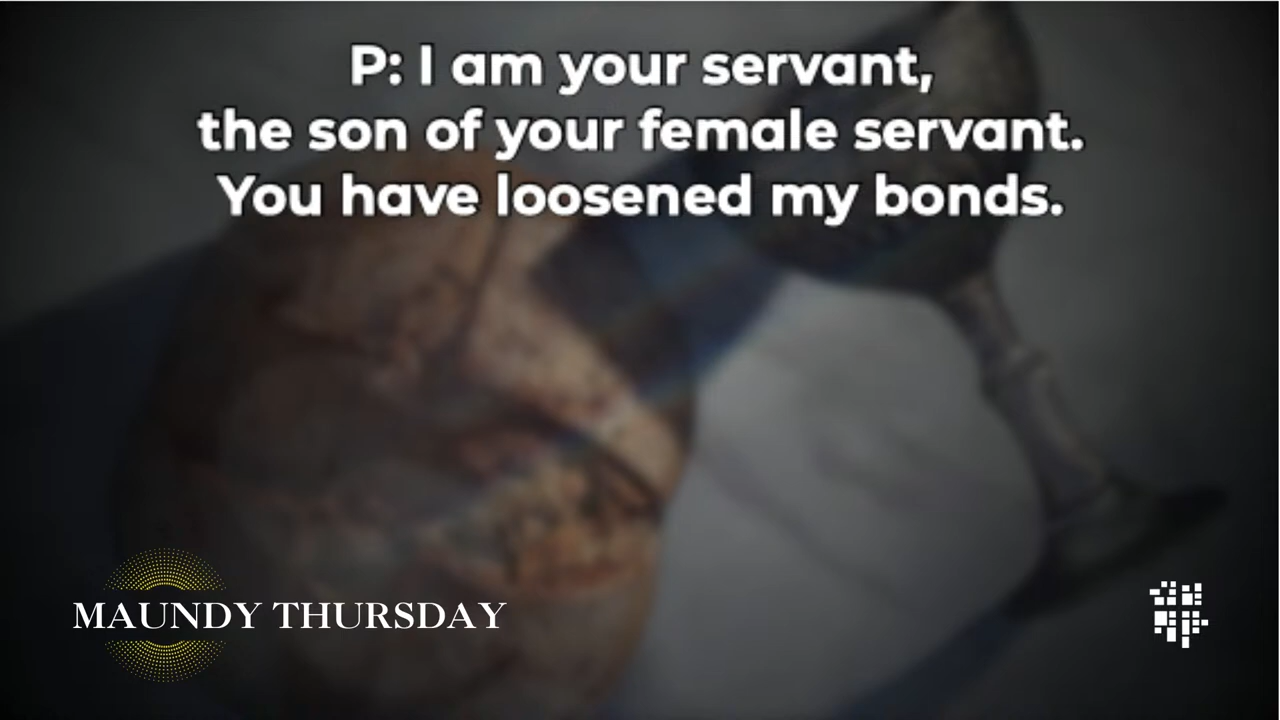 P: I am your servant,
the son of your female servant.
You have loosened my bonds.
MAUNDY THURSDAY